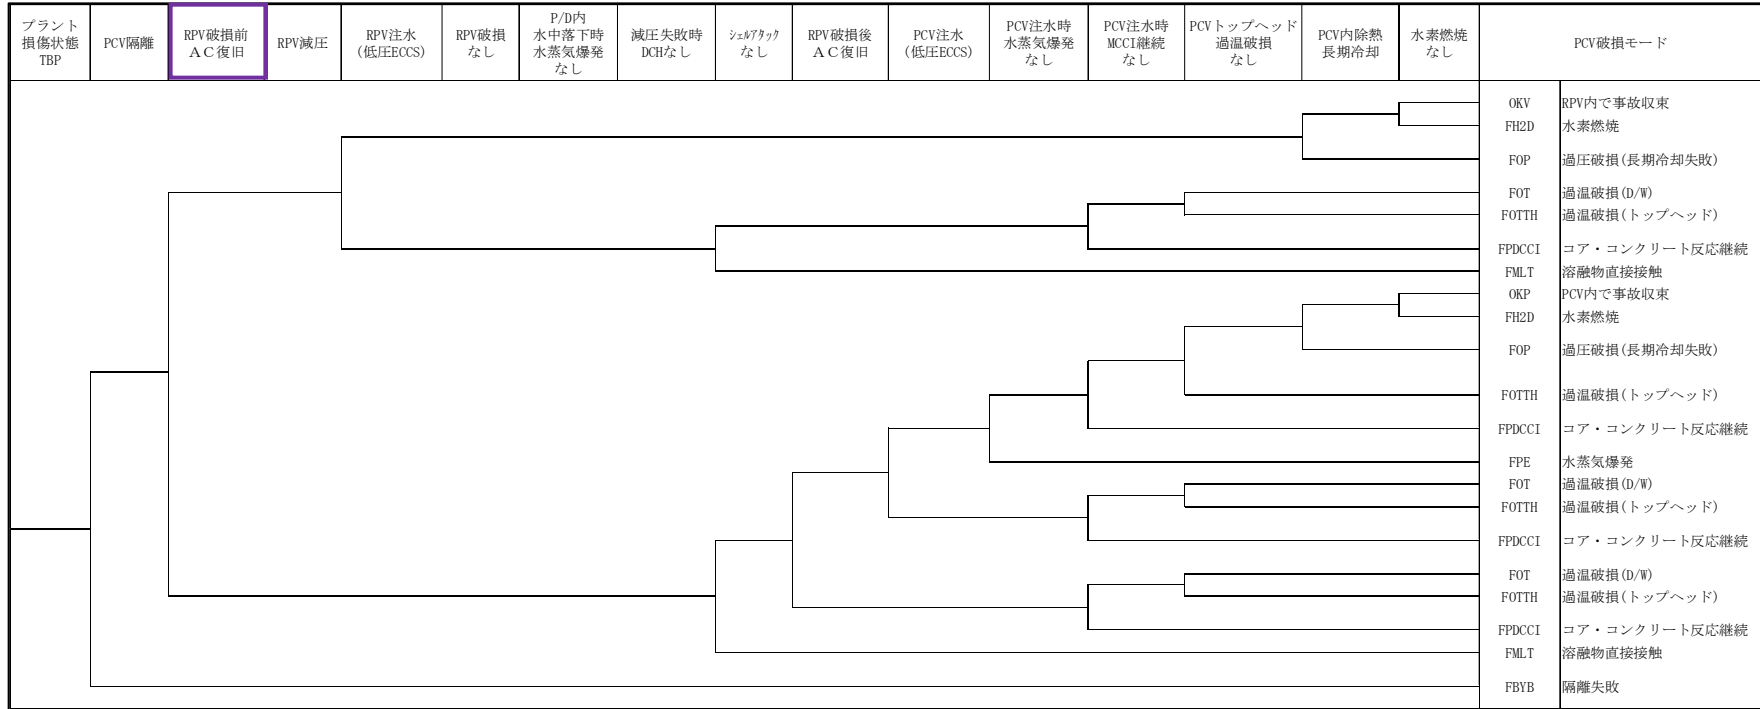 プラント
損傷状態
TBP
PCV隔離
RPV破損前
AC復旧
RPV減圧
RPV注水
(低圧ECCS)
RPV破損
なし
P/D内
水中落下時
水蒸気爆発
なし
減圧失敗時
DCHなし
ｼｪﾙｱﾀｯｸ
なし
RPV破損後
AC復旧
PCV注水
(低圧ECCS)
PCV注水時
水蒸気爆発
なし
PCV注水時
MCCI継続
なし
PCVトップヘッド
過温破損
なし
PCV内除熱
長期冷却
水素燃焼
なし
PCV破損モード
OKV RPV内で事故収束
FH2D 水素燃焼
FOP 過圧破損(長期冷却失敗)
FOT 過温破損(D/W)
FOTTH 過温破損(トップヘッド)
FPDCCI コア・コンクリート反応継続
FMLT 溶融物直接接触
OKP PCV内で事故収束
FH2D 水素燃焼
FOP 過圧破損(長期冷却失敗)
FOTTH 過温破損(トップヘッド)
FPDCCI コア・コンクリート反応継続
FPE 水蒸気爆発
FOT 過温破損(D/W)
FOTTH 過温破損(トップヘッド)
FPDCCI コア・コンクリート反応継続
FOT 過温破損(D/W)
FOTTH 過温破損(トップヘッド)
FPDCCI コア・コンクリート反応継続
FMLT 溶融物直接接触
FBYB 隔離失敗